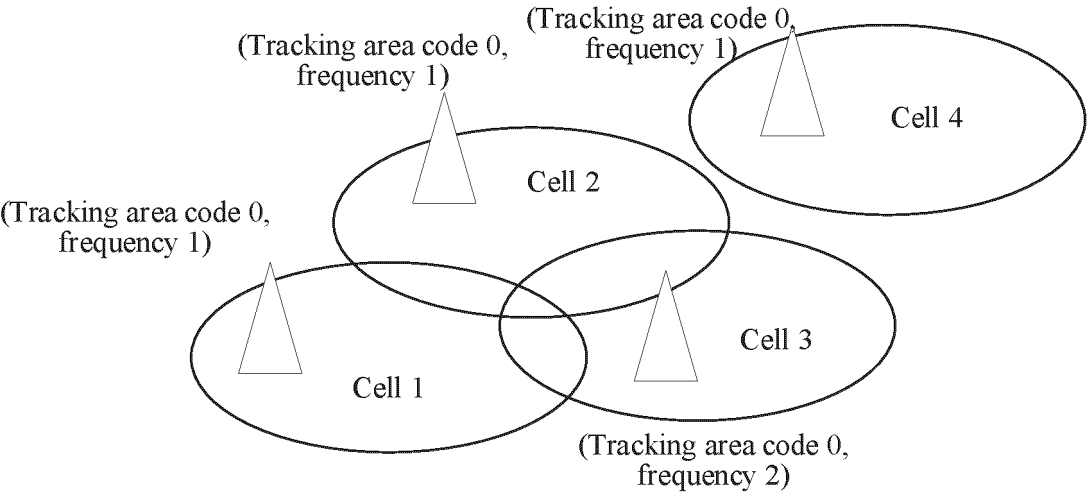 (Tracking area code 0,
frequency 1)
Cell 4
(Tracking area code 0,
frequency 1)
Cell 2
(Tracking area code 0,
frequency 1)
Cell 3
Cell 1
(Tracking area code 0,
frequency 2)